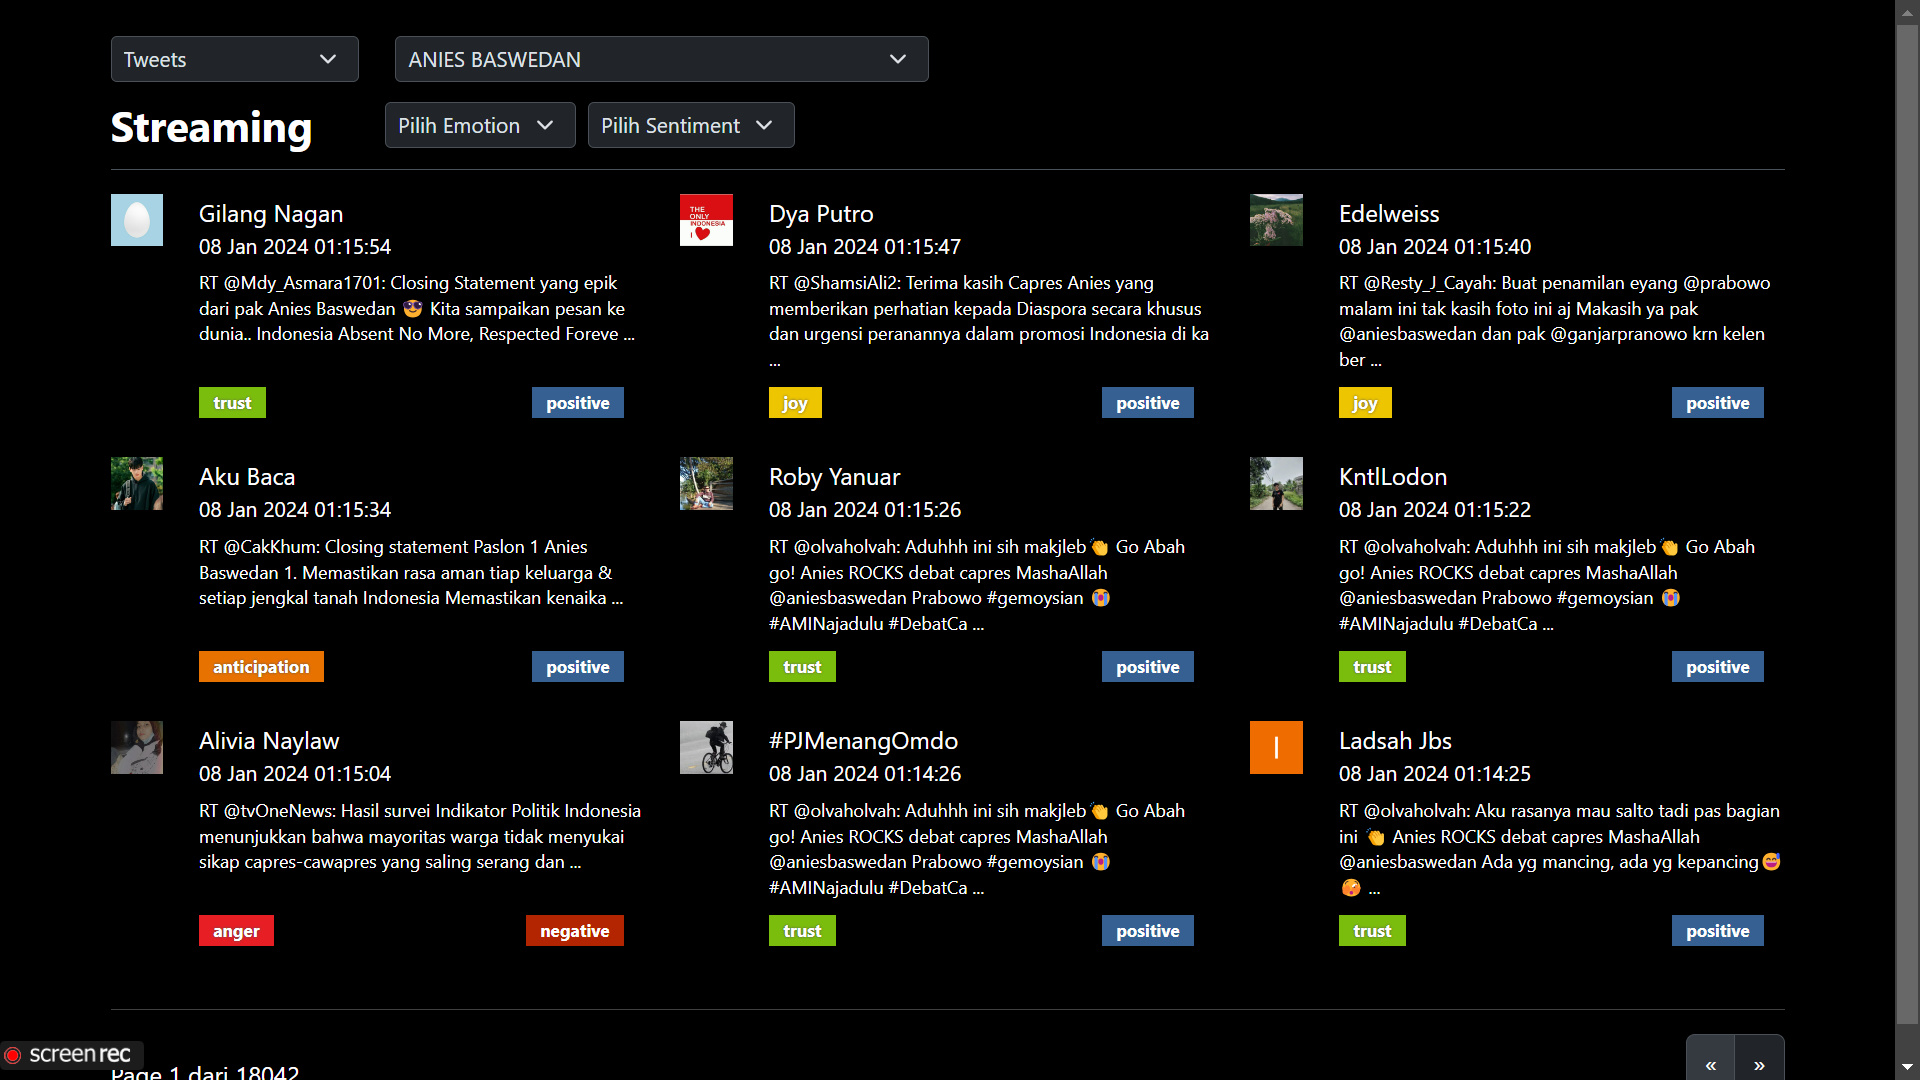 Tweets
ANIES BASWEDAN
Streaming
Pilih Emotion
Pilih Sentiment
Gilang Nagan
08 Jan 2024 01:15:54
RT @Mdy_Asmara1701: Closing Statement yang epik
dari pak Anies Baswedan 😎 Kita sampaikan pesan ke
dunia.. Indonesia Absent No More, Respected Foreve ...
trust
positive
THE
ONLY
INDONESIA
I
Dya Putro
08 Jan 2024 01:15:47
RT @ShamsiAli2: Terima kasih Capres Anies yang
memberikan perhatian kepada Diaspora secara khusus
dan urgensi peranannya dalam promosi Indonesia di ka
...
joy
positive
Edelweiss
08 Jan 2024 01:15:40
RT @Resty_J_Cayah: Buat penamilan eyang @prabowo
malam ini tak kasih foto ini aj Makasih ya pak
@aniesbaswedan dan pak @ganjarpranowo krn kelen
ber ...
joy
positive
Aku Baca
08 Jan 2024 01:15:34
RT @CakKhum: Closing statement Paslon 1 Anies
Baswedan 1. Memastikan rasa aman tiap keluarga &
setiap jengkal tanah Indonesia Memastikan kenaika ...
anticipation
positive
Roby Yanuar
08 Jan 2024 01:15:26
RT @olvaholvah: Aduhhh ini sih makjleb👏 Go Abah
go! Anies ROCKS debat capres MashaAllah
@aniesbaswedan Prabowo #gemoysian 😭
#AMINajadulu #DebatCa ...
trust
positive
KntlLodon
08 Jan 2024 01:15:22
RT @olvaholvah: Aduhhh ini sih makjleb👏 Go Abah
go! Anies ROCKS debat capres MashaAllah
@aniesbaswedan Prabowo #gemoysian 😭
#AMINajadulu #DebatCa ...
trust
positive
Alivia Naylaw
08 Jan 2024 01:15:04
RT @tvOneNews: Hasil survei Indikator Politik Indonesia
menunjukkan bahwa mayoritas warga tidak menyukai
sikap capres-cawapres yang saling serang dan ...
anger
negative
#PJMenangOmdo
08 Jan 2024 01:14:26
RT @olvaholvah: Aduhhh ini sih makjleb👏 Go Abah
go! Anies ROCKS debat capres MashaAllah
@aniesbaswedan Prabowo #gemoysian 😭
#AMINajadulu #DebatCa ...
trust
positive
l
Ladsah Jbs
08 Jan 2024 01:14:25
RT @olvaholvah: Aku rasanya mau salto tadi pas bagian
ini 👏 Anies ROCKS debat capres MashaAllah
@aniesbaswedan Ada yg mancing, ada yg kepancing😅
🫣 ...
trust
positive
screenrec
Page 1 dari 18042
«
»